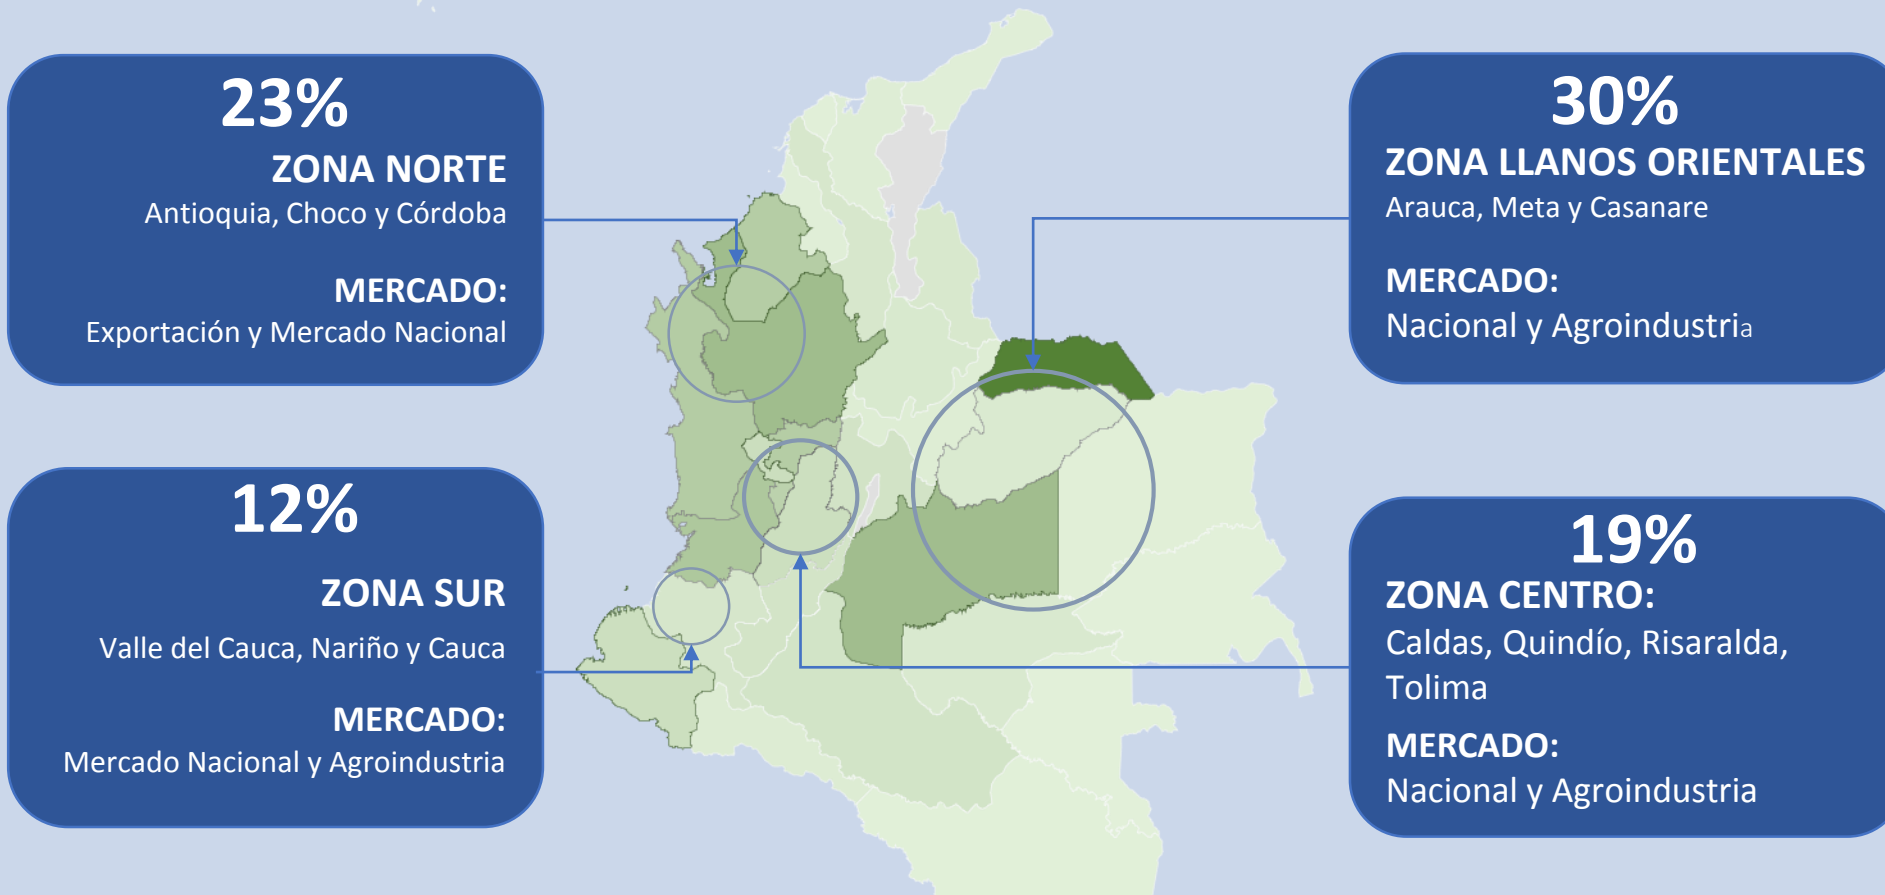 23%
ZONA NORTE
Antioquia, Choco y Córdoba
MERCADO:
Exportación y Mercado Nacional
30%
ZONA LLANOS ORIENTALES
Arauca, Meta y Casanare
MERCADO:
Nacional y Agroindustria
12%
ZONA SUR
Valle del Cauca, Nariño y Cauca
MERCADO:
Mercado Nacional y Agroindustria
19%
ZONA CENTRO:
Caldas, Quindío, Risaralda,
Tolima
MERCADO:
Nacional y Agroindustria